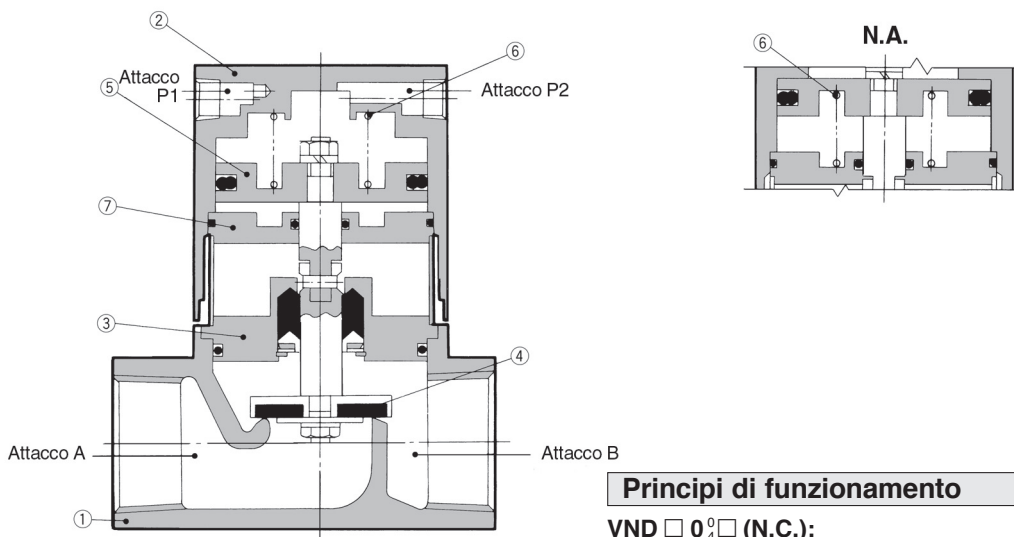 ②
⑥
N.A.
⑥
Attacco
P1
Attacco P2
⑤
⑦
③
④
Attacco A
Attacco B
①
Principi di funzionamento
VND □ 0⁰₄□ (N.C.):